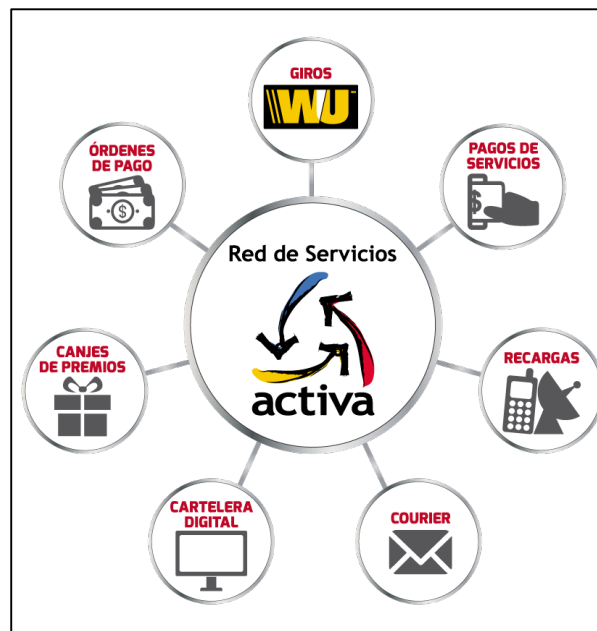 GIROS
WU
ÓRDENES
DE PAGO
PAGOS DE
SERVICIOS
$
$
Red de Servicios
activa
CANJES
DE PREMIOS
RECARGAS
CARTELERA
DIGITAL
COURIER